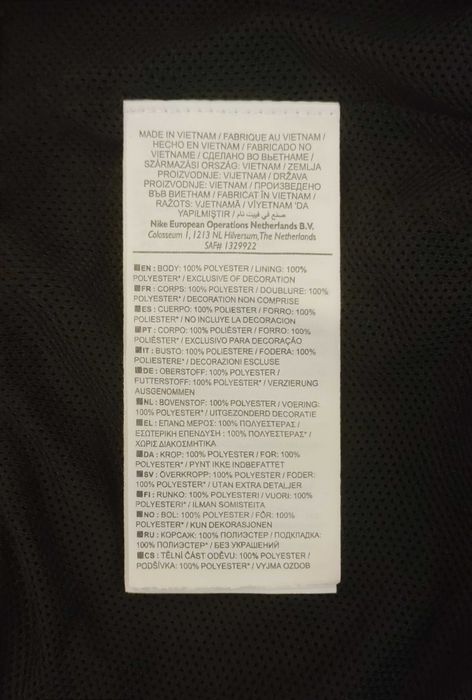 MADE IN VIETNAM / FABRIQUE AU VIETNAM /
HECHO EN VIETNAM / FABRICADO NO
VIETNAME / СДЕЛАНО ВО ВЬЕТНАМЕ /
SZÁRMAZÁSI ORSZÁG: VIETNAM / ZEMLJA
PROIZVODNJE: VIJETNAM / DRŽAVA
PROIZVODNJE: VIETNAM / ПРОИЗВЕДЕНО
ВЪВ ВИЕТНАМ / FABRICAT ÎN VIETNAM /
RAŽOTS: VJETNAMĀ / VİYETNAM 'DA
YAPILMIŞTIR / صنع في فييت نام
Nike European Operations Netherlands B.V.
Colosseum 1, 1213 NL Hilversum, The Netherlands
SAF# 1329922
EN: BODY: 100% POLYESTER / LINING: 100%
POLYESTER* / EXCLUSIVE OF DECORATION
FR: CORPS: 100% POLYESTER / DOUBLURE: 100%
POLYESTER* / DECORATION NON COMPRISE
ES: CUERPO: 100% POLIESTER / FORRO: 100%
POLIESTER* / NO INCLUYE LA DECORACION
PT: CORPO: 100% POLIÉSTER / FORRO: 100%
POLIÉSTER* / EXCLUSIVO PARA DECORAÇÃO
IT: BUSTO: 100% POLIESTERE / FODERA: 100%
POLIESTERE* / DECORAZIONI ESCLUSE
DE: OBERSTOFF: 100% POLYESTER /
FUTTERSTOFF: 100% POLYESTER* / VERZIERUNG
AUSGENOMMEN
NL: BOVENSTOF: 100% POLYESTER / VOERING:
100% POLYESTER* / UITGEZONDERD DECORATIE
EL: ΕΠΑΝΩ ΜΕΡΟΣ: 100% ΠΟΛΥΕΣΤΕΡΑΣ /
ΕΣΩΤΕΡΙΚΗ ΕΠΕΝΔΥΣΗ: 100% ΠΟΛΥΕΣΤΕΡΑΣ* /
ΧΩΡΙΣ ΔΙΑΚΟΣΜΗΤΙΚΑ
DA: KROP: 100% POLYESTER / FOR: 100%
POLYESTER* / PYNT IKKE INDBEFATTET
SV: ÖVERKROPP: 100% POLYESTER / FODER:
100% POLYESTER* / UTAN EXTRA DETALJER
FI: RUNKO: 100% POLYESTERI / VUORI: 100%
POLYESTERI* / ILMAN SOMISTEITA
NO: BOL: 100% POLYESTER / FÔR: 100%
POLYESTER* / KUN DEKORASJONEN
RU: КОРСАЖ: 100% ПОЛИЭСТЕР / ПОДКЛАДКА:
100% ПОЛИЭСТЕР* / БЕЗ УКРАШЕНИЙ
CS: TĚLNÍ ČÁST ODĚVU: 100% POLYESTER /
PODŠÍVKA: 100% POLYESTER* / VYJMA OZDOB